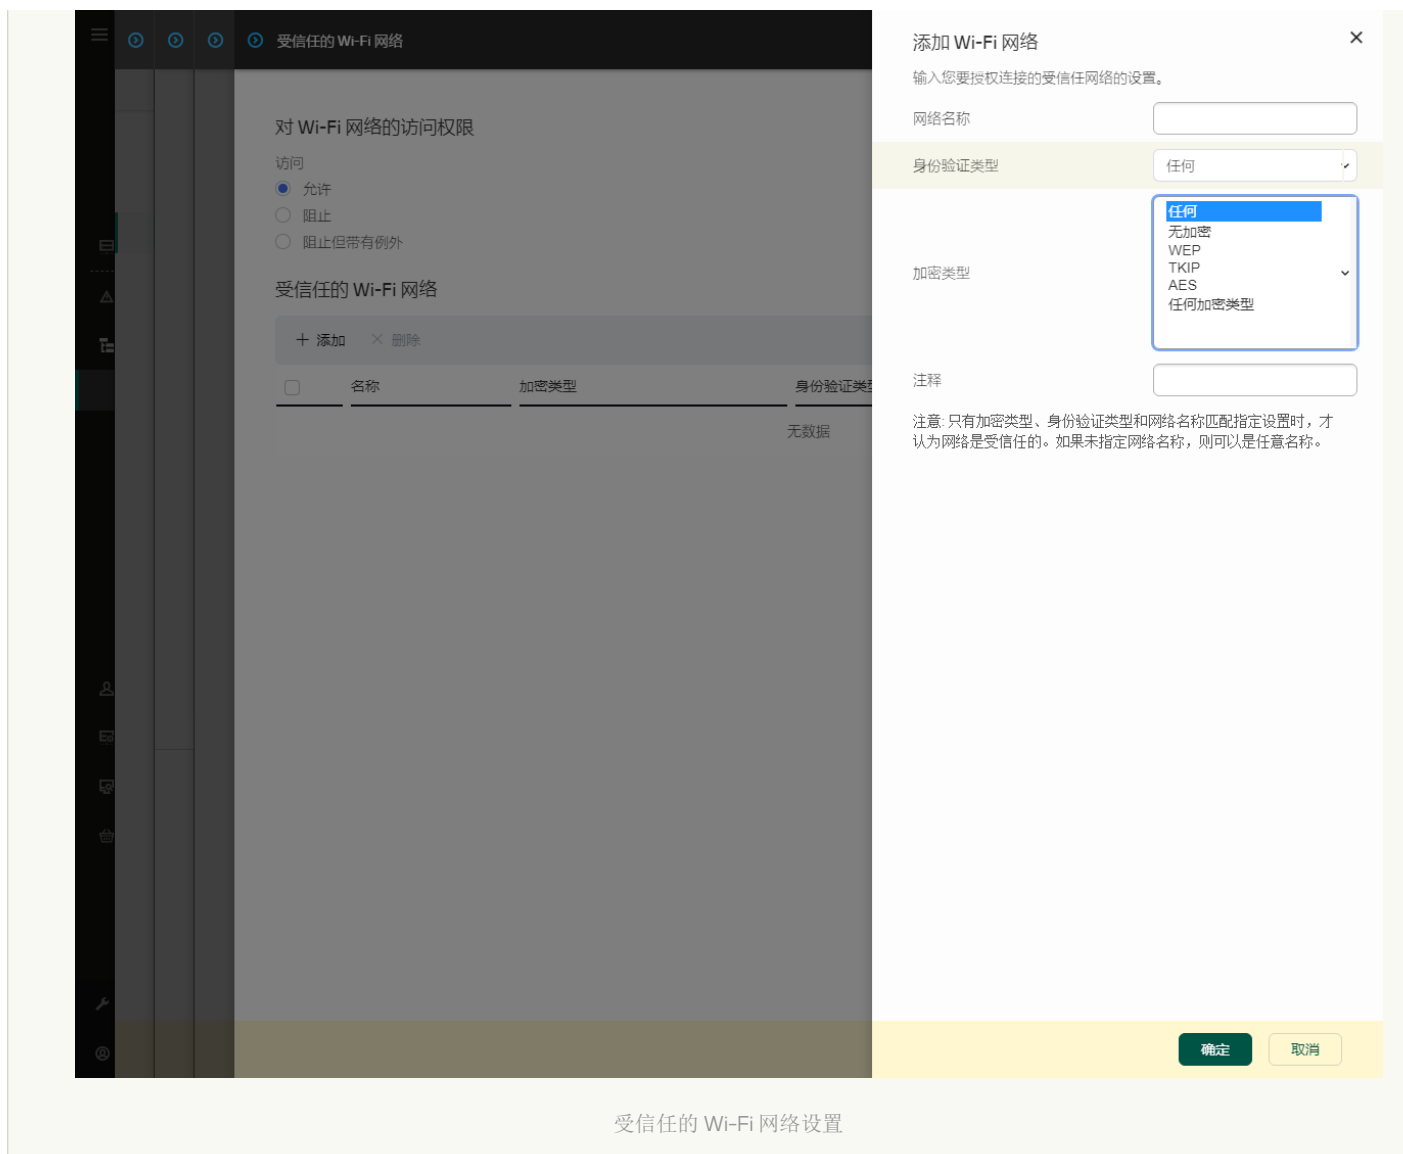 受信任的 Wi-Fi 网络
对 Wi-Fi 网络的访问权限
访问
允许
阻止
阻止但带有例外
受信任的 Wi-Fi 网络
添加 删除
名称 加密类型 身份验证类型
无数据
添加 Wi-Fi 网络
输入您要授权连接的受信任网络的设置。
网络名称
身份验证类型 任何
加密类型
任何
无加密
WEP
TKIP
AES
任何加密类型
注释
注意: 只有加密类型、身份验证类型和网络名称匹配指定设置时，才
认为网络是受信任的。如果未指定网络名称，则可以是任意名称。
确定 取消
受信任的 Wi-Fi 网络设置